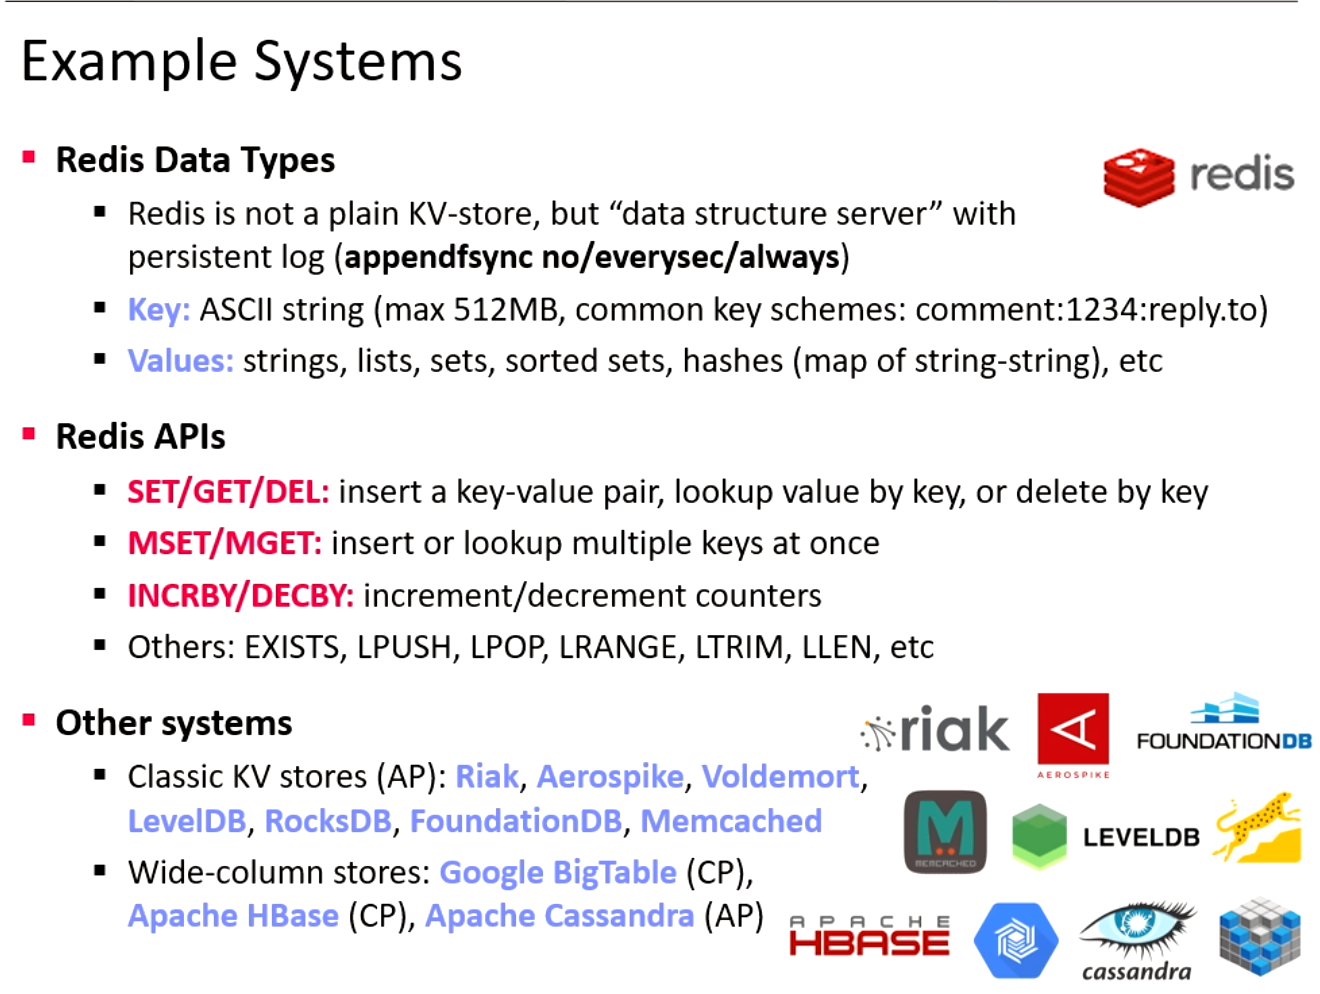 Example Systems
Redis Data Types
redis
Redis is not a plain KV-store, but “data structure server” with
persistent log (appendfsync no/everysec/always)
Key: ASCII string (max 512MB, common key schemes: comment:1234:reply.to)
Values: strings, lists, sets, sorted sets, hashes (map of string-string), etc
Redis APIs
SET/GET/DEL: insert a key-value pair, lookup value by key, or delete by key
MSET/MGET: insert or lookup multiple keys at once
INCRBY/DECBY: increment/decrement counters
Others: EXISTS, LPUSH, LPOP, LRANGE, LTRIM, LLEN, etc
Other systems
Classic KV stores (AP): Riak, Aerospike, Voldemort,
LevelDB, RocksDB, FoundationDB, Memcached
Wide-column stores: Google BigTable (CP),
Apache HBase (CP), Apache Cassandra (AP)
riak
AEROSPIKE
FOUNDATIONDB
MEMCACHED
LEVELDB
APACHE
HBASE
cassandra